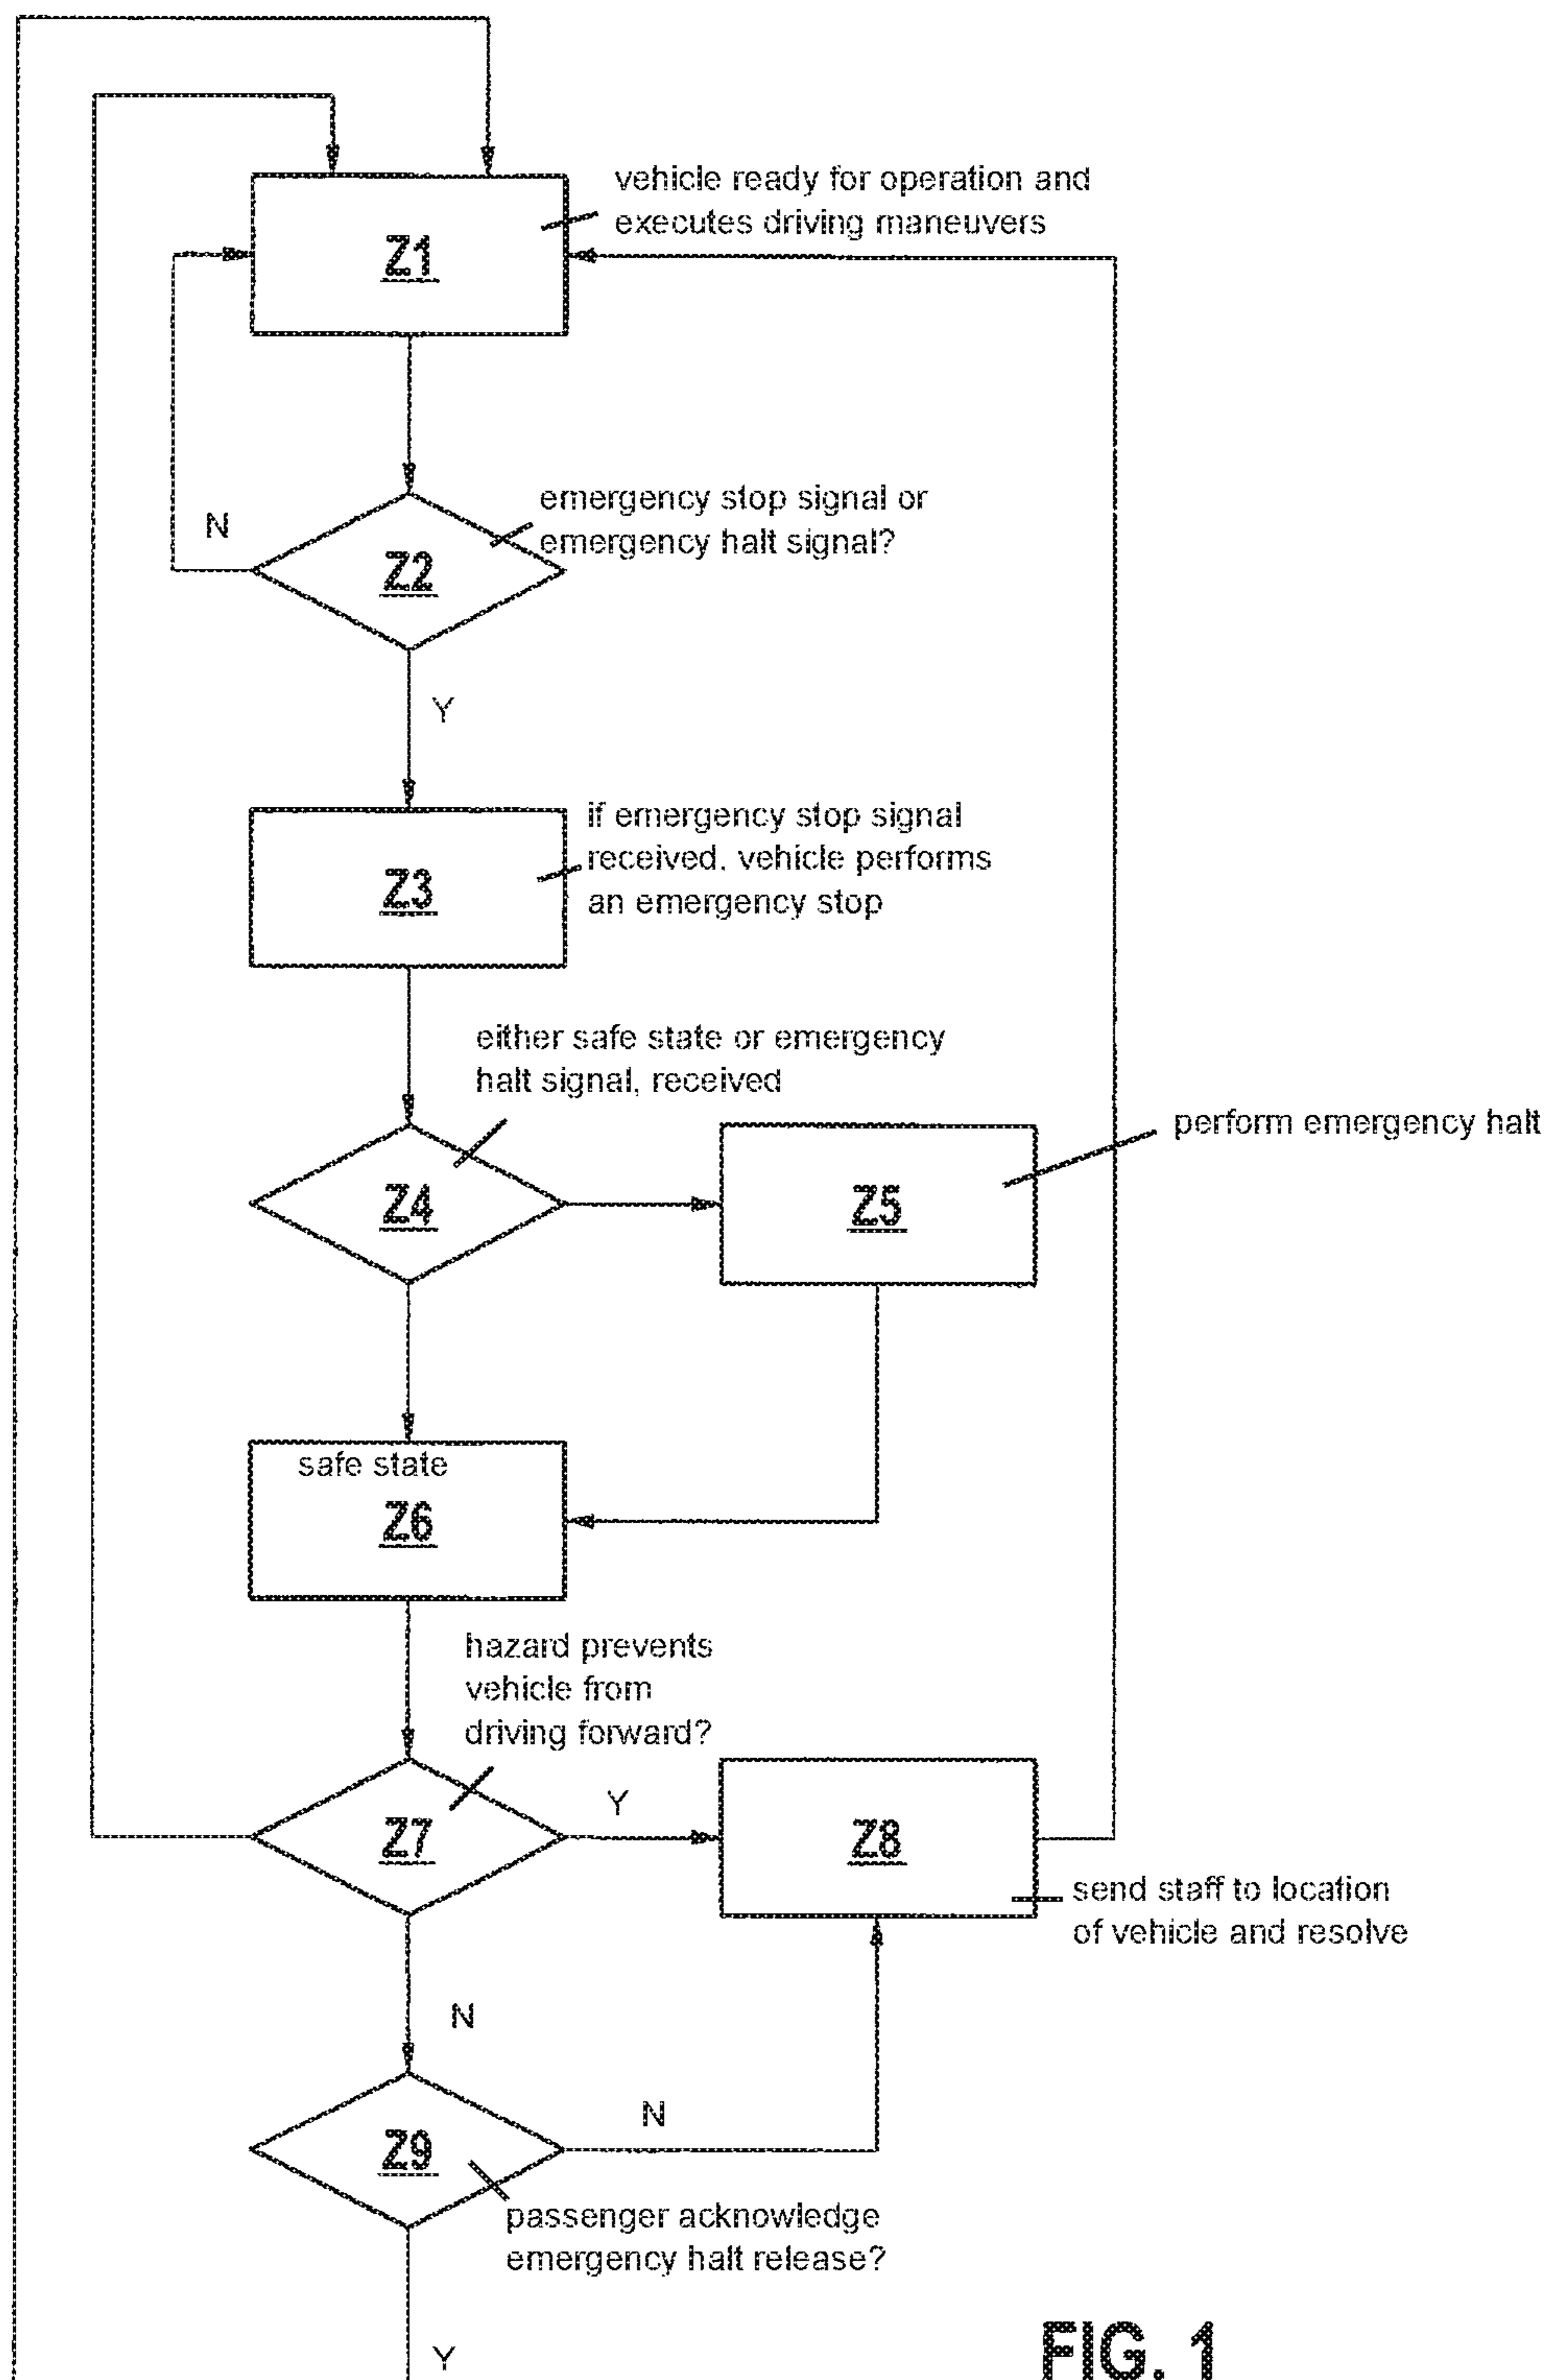 vehicle ready for operation and
executes driving maneuvers
Z1
emergency stop signal or
emergency halt signal?
N
Z2
Y
if emergency stop signal
received, vehicle performs
an emergency stop
Z3
either safe state or emergency
halt signal, received
perform emergency halt
Z4
Z5
safe state
Z6
hazard prevents
vehicle from
driving forward?
Y
Z7
Z8
send staff to location
of vehicle and resolve
N
N
Z9
passenger acknowledge
emergency halt release?
Y
FIG. 1